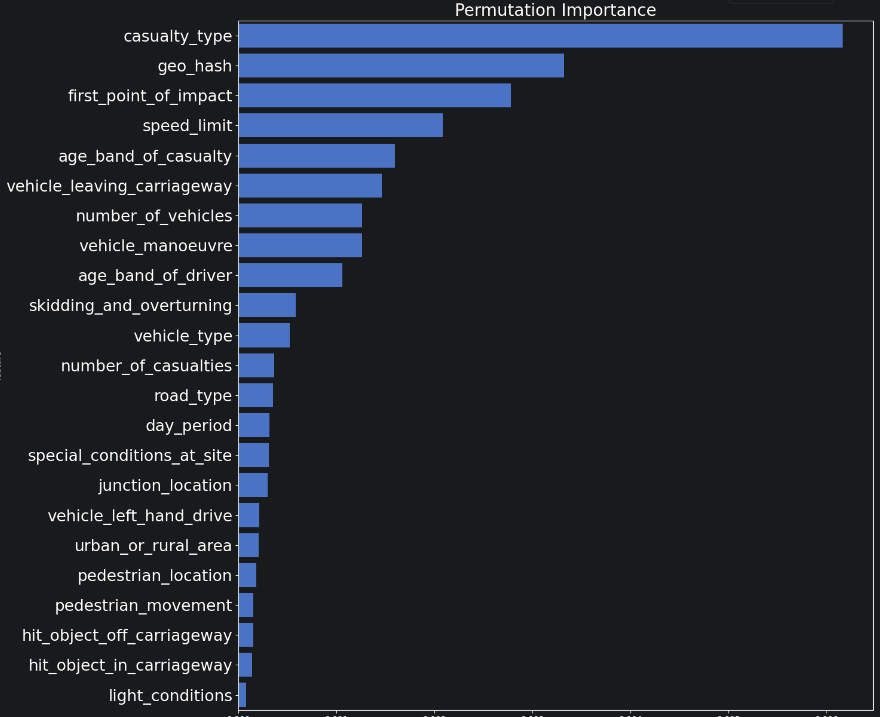 Permutation Importance
casualty_type
geo_hash
first_point_of_impact
speed_limit
age_band_of_casualty
vehicle_leaving_carriageway
number_of_vehicles
vehicle_manoeuvre
age_band_of_driver
skidding_and_overturning
vehicle_type
number_of_casualties
road_type
day_period
special_conditions_at_site
junction_location
vehicle_left_hand_drive
urban_or_rural_area
pedestrian_location
pedestrian_movement
hit_object_off_carriageway
hit_object_in_carriageway
light_conditions